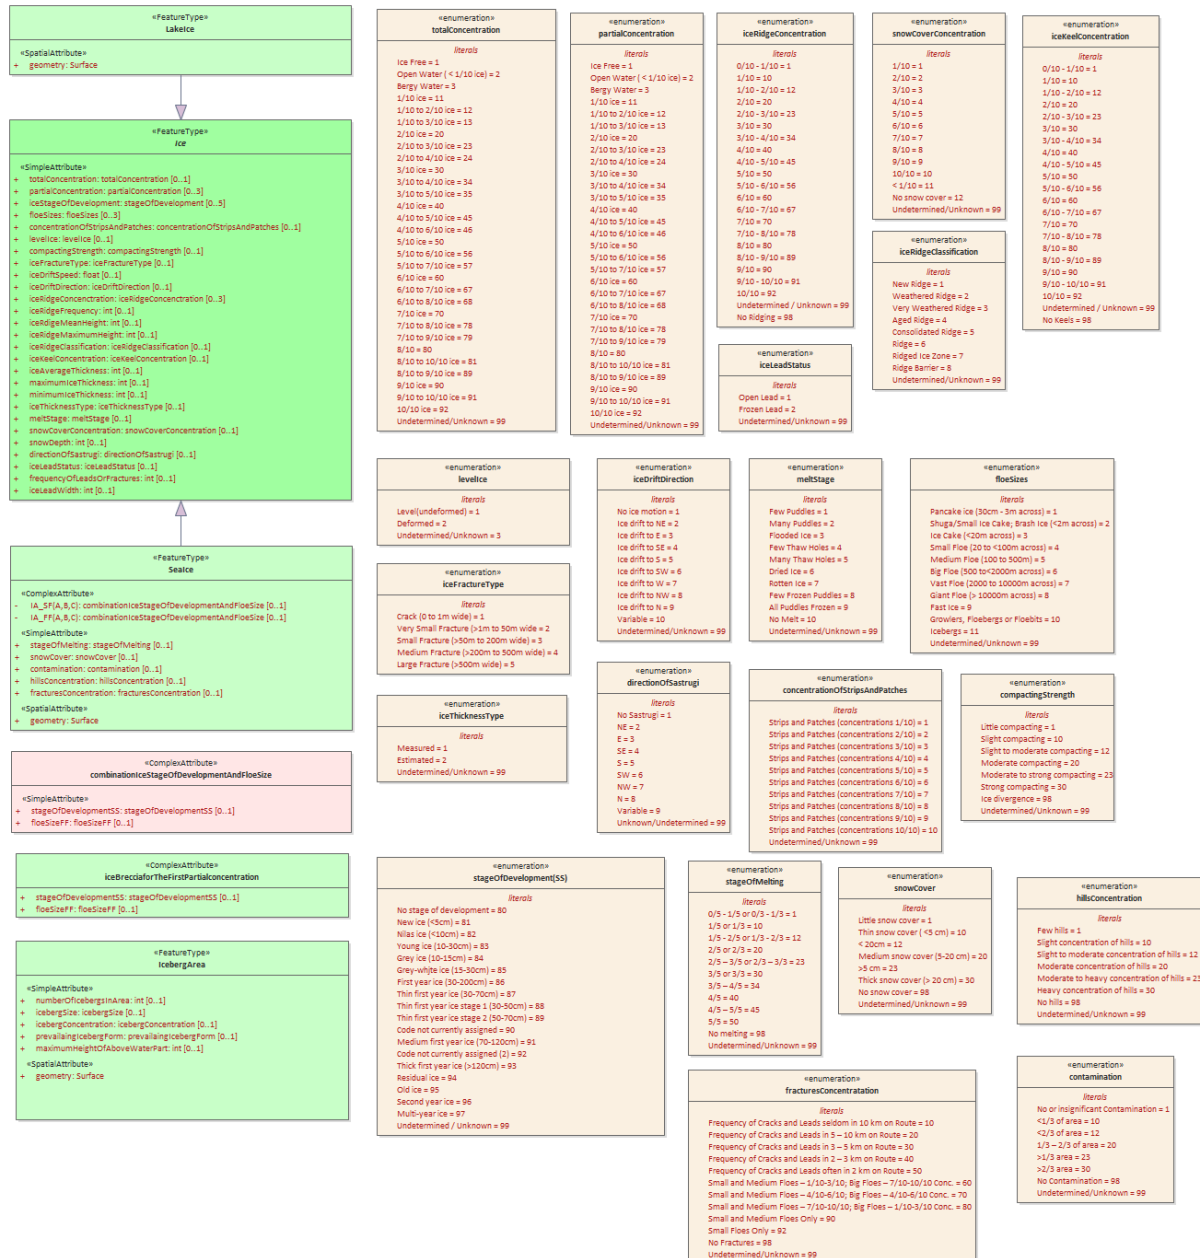 «FeatureType»
LakeIce
«SpatialAttribute»
+ geometry: Surface
«FeatureType»
Ice
«SimpleAttribute»
+ totalConcentration: totalConcentration [0..1]
+ partialConcentration: partialConcentration [0..3]
+ iceStageOfDevelopment: stageOfDevelopment [0..5]
+ floeSizes: floeSizes [0..3]
+ concentrationOfStripsAndPatches: concentrationOfStripsAndPatches [0..1]
+ levelIce: levelIce [0..1]
+ compactingStrength: compactingStrength [0..1]
+ iceFractureType: iceFractureType [0..1]
+ iceDriftSpeed: float [0..1]
+ iceDriftDirection: iceDriftDirection [0..1]
+ iceRidgeConcenctration: iceRidgeConcenctration [0..3]
+ iceRidgeFrequency: int [0..1]
+ iceRdigeMeanHeight: int [0..1]
+ iceRidgeMaximumHeight: int [0..1]
+ iceRidgeClassification: iceRidgeClassification [0..1]
+ iceKeelConcentration: iceKeelConcentration [0..1]
+ iceAverageThickness: int [0..1]
+ maximumIceThickness: int [0..1]
+ minimumIceThickness: int [0..1]
+ iceThicknessType: iceThicknessType [0..1]
+ meltStage: meltStage [0..1]
+ snowCoverConcentration: snowCoverConcentration [0..1]
+ snowDepth: int [0..1]
+ directionOfSastrugi: directionOfSastrugi [0..1]
+ iceLeadStatus: iceLeadStatus [0..1]
+ frequencyOfLeadsOrFractures: int [0..1]
+ iceLeadWidth: int [0..1]
«FeatureType»
SeaIce
«ComplexAttribute»
- IA_SF(A,B,C): combinationIceStageOfDevelopmentAndFloeSize [0..1]
- IA_FF(A,B,C): combinationIceStageOfDevelopmentAndFloeSize [0..1]
«SimpleAttribute»
+ stageOfMelting: stageOfMelting [0..1]
+ snowCover: snowCover [0..1]
+ contamination: contamination [0..1]
+ hillsConcentration: hillsConcentration [0..1]
+ fracturesConcentration: fracturesConcentration [0..1]
«SpatialAttribute»
+ geometry: Surface
«ComplexAttribute»
combinationIceStageOfDevelopmentAndFloeSize
«SimpleAttribute»
+ stageOfDevelopmentSS: stageOfDevelopmentSS [0..1]
+ floeSizeFF: floeSizeFF [0..1]
«ComplexAttribute»
iceBrecciaforTheFirstPartialconcentration
+ stageOfDevelopmentSS: stageOfDevelopmentSS [0..1]
+ floeSizeFF: floeSizeFF [0..1]
«FeatureType»
IcebergArea
«SimpleAttribute»
+ numberOfIcebergsInArea: int [0..1]
+ icebergSize: icebergSize [0..1]
+ icebergConcentration: icebergConcentration [0..1]
+ prevailaingIcebergForm: prevailaingIcebergForm [0..1]
+ maximumHeightOfAboveWaterPart: int [0..1]
«SpatialAttribute»
+ geometry: Surface
«enumeration»
totalConcentration
literals
Ice Free = 1
Open Water ( < 1/10 ice) = 2
Bergy Water = 3
1/10 ice = 11
1/10 to 2/10 ice = 12
1/10 to 3/10 ice = 13
2/10 ice = 20
2/10 to 3/10 ice = 23
2/10 to 4/10 ice = 24
3/10 ice = 30
3/10 to 4/10 ice = 34
3/10 to 5/10 ice = 35
4/10 ice = 40
4/10 to 5/10 ice = 45
4/10 to 6/10 ice = 46
5/10 ice = 50
5/10 to 6/10 ice = 56
5/10 to 7/10 ice = 57
6/10 ice = 60
6/10 to 7/10 ice = 67
6/10 to 8/10 ice = 68
7/10 ice = 70
7/10 to 8/10 ice = 78
7/10 to 9/10 ice = 79
8/10 = 80
8/10 to 10/10 ice = 81
8/10 to 9/10 ice = 89
9/10 ice = 90
9/10 to 10/10 ice = 91
10/10 ice = 92
Undetermined/Unknown = 99
«enumeration»
partialConcentration
literals
Ice Free = 1
Open Water ( < 1/10 ice) = 2
Bergy Water = 3
1/10 ice = 11
1/10 to 2/10 ice = 12
1/10 to 3/10 ice = 13
2/10 ice = 20
2/10 to 3/10 ice = 23
2/10 to 4/10 ice = 24
3/10 ice = 30
3/10 to 4/10 ice = 34
3/10 to 5/10 ice = 35
4/10 ice = 40
4/10 to 5/10 ice = 45
4/10 to 6/10 ice = 46
5/10 ice = 50
5/10 to 6/10 ice = 56
5/10 to 7/10 ice = 57
6/10 ice = 60
6/10 to 7/10 ice = 67
6/10 to 8/10 ice = 68
7/10 ice = 70
7/10 to 8/10 ice = 78
7/10 to 9/10 ice = 79
8/10 = 80
8/10 to 10/10 ice = 81
8/10 to 9/10 ice = 89
9/10 ice = 90
9/10 to 10/10 ice = 91
10/10 ice = 92
Undetermined/Unknown = 99
«enumeration»
iceRidgeConcentration
literals
0/10 - 1/10 = 1
1/10 = 10
1/10 - 2/10 = 12
2/10 = 20
2/10 - 3/10 = 23
3/10 = 30
3/10 - 4/10 = 34
4/10 = 40
4/10 - 5/10 = 45
5/10 = 50
5/10 - 6/10 = 56
6/10 = 60
6/10 - 7/10 = 67
7/10 = 70
7/10 - 8/10 = 78
8/10 = 80
8/10 - 9/10 = 89
9/10 = 90
9/10 - 10/10 = 91
10/10 = 92
Undetermined / Unknown = 99
No Ridging = 98
«enumeration»
iceLeadStatus
literals
Open Lead = 1
Frozen Lead = 2
Undetermined/Unknown = 99
«enumeration»
snowCoverConcentration
literals
1/10 = 1
2/10 = 2
3/10 = 3
4/10 = 4
5/10 = 5
6/10 = 6
7/10 = 7
8/10 = 8
9/10 = 9
10/10 = 10
< 1/10 = 11
No snow cover = 12
Undetermined/Unknown = 99
«enumeration»
iceRidgeClassification
literals
New Ridge = 1
Weathered Ridge = 2
Very Weathered Ridge = 3
Aged Ridge = 4
Consolidated Ridge = 5
Ridge = 6
Ridged Ice Zone = 7
Ridge Barrier = 8
Undetermined/Unknown = 99
«enumeration»
iceKeelConcentration
literals
0/10 - 1/10 = 1
1/10 = 10
1/10 - 2/10 = 12
2/10 = 20
2/10 - 3/10 = 23
3/10 = 30
3/10 - 4/10 = 34
4/10 = 40
4/10 - 5/10 = 45
5/10 = 50
5/10 - 6/10 = 56
6/10 = 60
6/10 - 7/10 = 67
7/10 = 70
7/10 - 8/10 = 78
8/10 = 80
8/10 - 9/10 = 89
9/10 = 90
9/10 - 10/10 = 91
10/10 = 92
Undetermined / Unknown = 99
No Keels = 98
«enumeration»
levelIce
literals
Level(undeformed) = 1
Deformed = 2
Undetermined/Unknown = 3
«enumeration»
iceFractureType
literals
Crack (0 to 1m wide) = 1
Very Small Fracture (>1m to 50m wide = 2
Small Fracture (>50m to 200m wide) = 3
Medium Fracture (>200m to 500m wide) = 4
Large Fracture (>500m wide) = 5
«enumeration»
iceThicknessType
literals
Measured = 1
Estimated = 2
Undetermined/Unknown = 99
«enumeration»
iceDriftDirection
literals
No ice motion = 1
Ice drift to NE = 2
Ice drift to E = 3
Ice drift to SE = 4
Ice drift to S = 5
Ice drift to SW = 6
Ice drift to W = 7
Ice drift to NW = 8
Ice drift to N = 9
Variable = 10
Undetermined/Unknown = 99
«enumeration»
meltStage
literals
Few Puddles = 1
Many Puddles = 2
Flooded Ice = 3
Few Thaw Holes = 4
Many Thaw Holes = 5
Dried Ice = 6
Rotten Ice = 7
Few Frozen Puddles = 8
All Puddles Frozen = 9
No Melt = 10
Undetermined/Unknown = 99
«enumeration»
floeSizes
literals
Pancake ice (30cm - 3m across) = 1
Shuga/Small Ice Cake; Brash Ice (<2m across) = 2
Ice Cake (<20m across) = 3
Small Floe (20 to <100m across) = 4
Medium Floe (100 to 500m) = 5
Big Floe (500 to<2000m across) = 6
Vast Floe (2000 to 10000m across) = 7
Giant Floe (> 10000m across) = 8
Fast Ice = 9
Growlers, Floebergs or Floebits = 10
Icebergs = 11
Undetermined/Unknown = 99
«enumeration»
directionOfSastrugi
literals
No Sastrugi = 1
NE = 2
E = 3
SE = 4
S = 5
SW = 6
NW = 7
N = 8
Variable = 9
Unknown/Undetermined = 99
«enumeration»
concentrationOfStripsAndPatches
literals
Strips and Patches (concentrations 1/10) = 1
Strips and Patches (concentrations 2/10) = 2
Strips and Patches (concentrations 3/10) = 3
Strips and Patches (concentrations 4/10) = 4
Strips and Patches (concentrations 5/10) = 5
Strips and Patches (concentrations 6/10) = 6
Strips and Patches (concentrations 7/10) = 7
Strips and Patches (concentrations 8/10) = 8
Strips and Patches (concentrations 9/10) = 9
Strips and Patches (concentrations 10/10) = 10
Undetermined/Unknown = 99
«enumeration»
compactingStrength
literals
Little compacting = 1
Slight compacting = 10
Slight to moderate compacting = 12
Moderate compacting = 20
Moderate to strong compacting = 23
Strong compacting = 30
Ice divergence = 98
Undetermined/Unknown = 99
«enumeration»
stageOfDevelopment(SS)
literals
No stage of development = 80
New ice (<5cm) = 81
Nilas ice (<10cm) = 82
Young ice (10-30cm) = 83
Grey ice (10-15cm) = 84
Grey-white ice (15-30cm) = 85
First year ice (30-200cm) = 86
Thin first year ice (30-70cm) = 87
Thin first year ice stage 1 (30-50cm) = 88
Thin first year ice stage 2 (50-70cm) = 89
Code not currently assigned = 90
Medium first year ice (70-120cm) = 91
Code not currently assigned (2) = 92
Thick first year ice (>120cm) = 93
Residual ice = 94
Old ice = 95
Second year ice = 96
Multi-year ice = 97
Undetermined / Unknown = 99
«enumeration»
stageOfMelting
literals
0/5 - 1/5 or 0/3 - 1/3 = 1
1/5 or 1/3 = 10
1/5 - 2/5 or 1/3 - 2/3 = 12
2/5 or 2/3 = 20
2/5 – 3/5 or 2/3 – 3/3 = 23
3/5 or 3/3 = 30
3/5 – 4/5 = 34
4/5 = 40
4/5 – 5/5 = 45
5/5 = 50
No melting = 98
Undetermined/Unknown = 99
«enumeration»
snowCover
literals
Little snow cover = 1
Thin snow cover ( <5 cm) = 10
< 20cm = 12
Medium snow cover (5-20 cm) = 20
>5 cm = 23
Thick snow cover (> 20 cm) = 30
No snow cover = 98
Undetermined/Unknown = 99
«enumeration»
hillsConcentration
literals
Few hills = 1
Slight concentration of hills = 10
Slight to moderate concentration of hills = 12
Moderate concentration of hills = 20
Moderate to heavy concentration of hills = 23
Heavy concentration of hills = 30
No hills = 98
Undetermined/Unknown = 99
«enumeration»
fracturesConcentratation
literals
Frequency of Cracks and Leads seldom in 10 km on Route = 10
Frequency of Cracks and Leads in 5 – 10 km on Route = 20
Frequency of Cracks and Leads in 3 – 5 km on Route = 30
Frequency of Cracks and Leads in 2 – 3 km on Route = 40
Frequency of Cracks and Leads often in 2 km on Route = 50
Small and Medium Floes – 1/10-3/10; Big Floes – 7/10-10/10 Conc. = 60
Small and Medium Floes – 4/10-6/10; Big Floes – 4/10-6/10 Conc. = 70
Small and Medium Floes – 7/10-10/10; Big Floes – 1/10-3/10 Conc. = 80
Small and Medium Floes Only = 90
Small Floes Only = 92
No Fractures = 98
Undetermined/Unknown = 99
«enumeration»
contamination
literals
No or insignificant Contamination = 1
<1/3 of area = 10
<2/3 of area = 12
1/3 – 2/3 of area = 20
>1/3 area = 23
>2/3 area = 30
No Contamination = 98
Undetermined/Unknown = 99